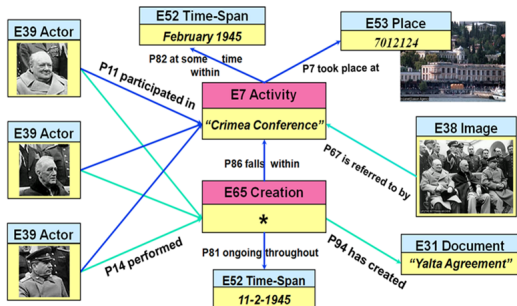 E52 Time-Span
February 1945
E53 Place
7012124
E39 Actor
P82 at some time
within
P7 took place at
P11 participated in
E7 Activity
“Crimea Conference”
E38 Image
E39 Actor
P86 falls within
P67 is referred to by
E65 Creation
*
E39 Actor
P14 performed
P81 ongoing throughout
P94 has created
E31 Document
“Yalta Agreement”
E52 Time-Span
11-2-1945